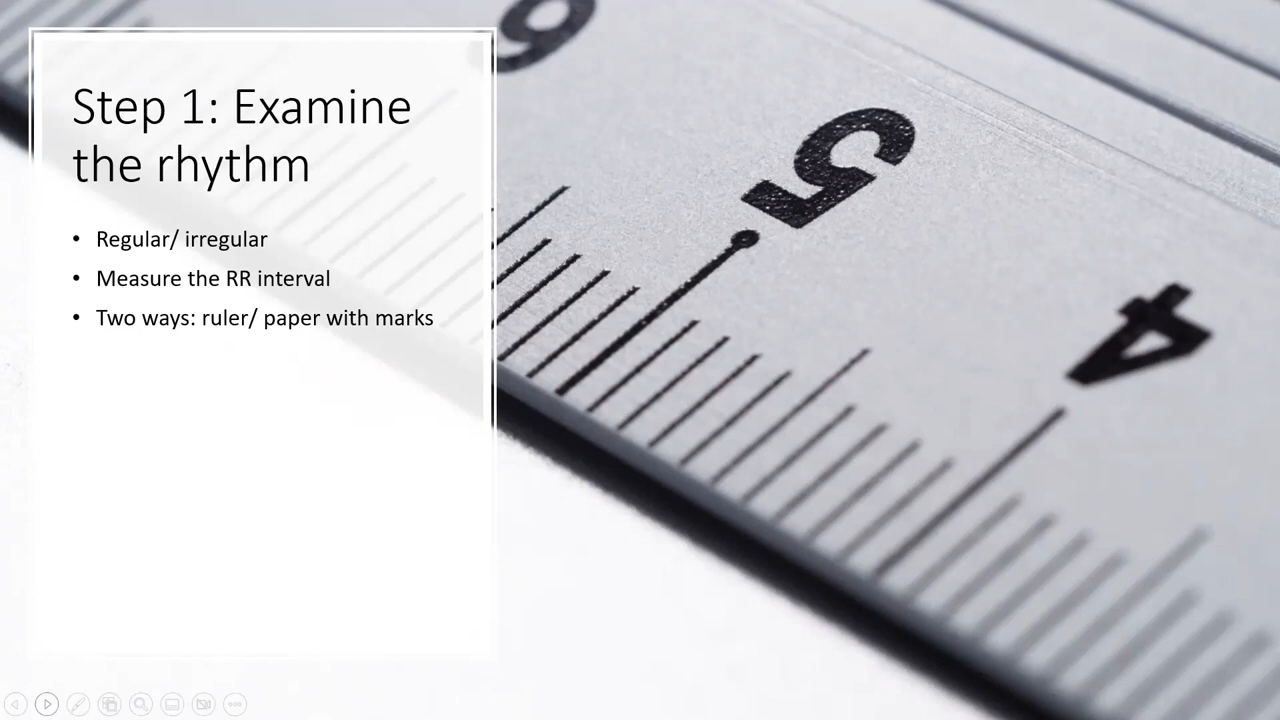 Step 1: Examine
the rhythm
• Regular/ irregular
• Measure the RR interval
• Two ways: ruler/ paper with marks
6
5
4